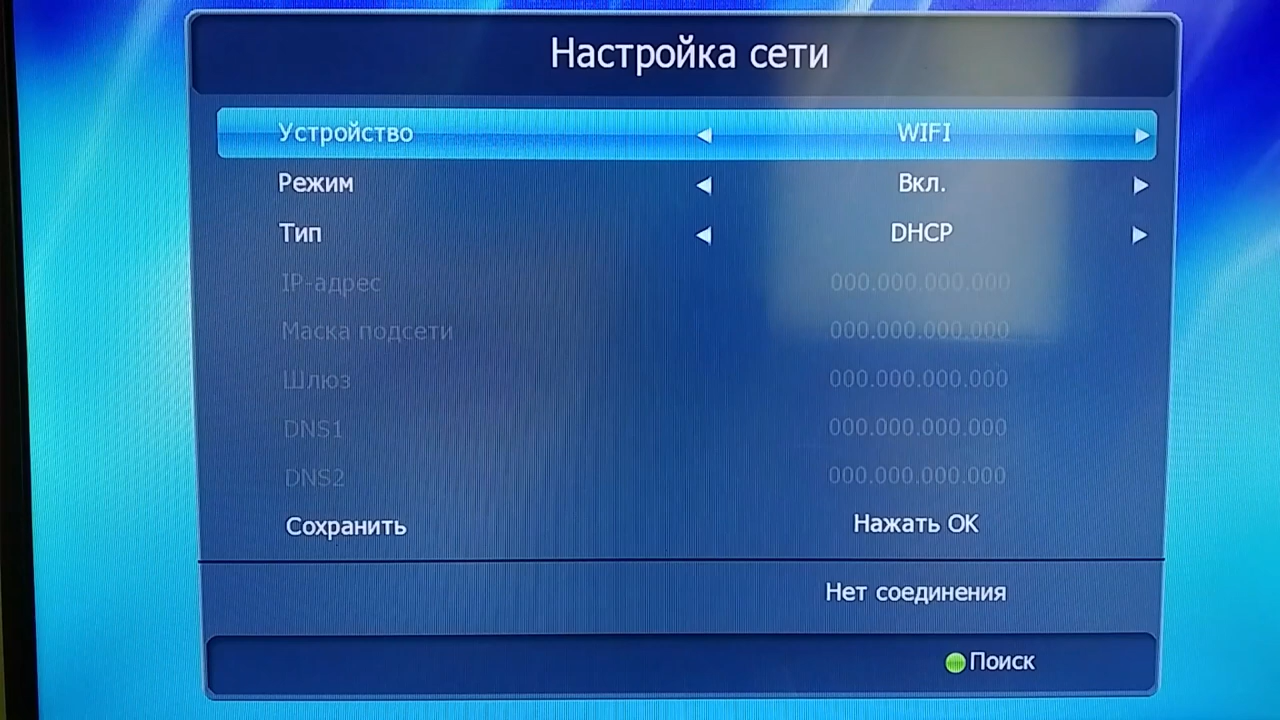 Настройка сети
Устройство WIFI
Режим Вкл.
Тип DHCP
IP-адрес 000.000.000.000
Маска подсети 000.000.000.000
Шлюз 000.000.000.000
DNS1 000.000.000.000
DNS2 000.000.000.000
Сохранить Нажать OK
Нет соединения
Поиск